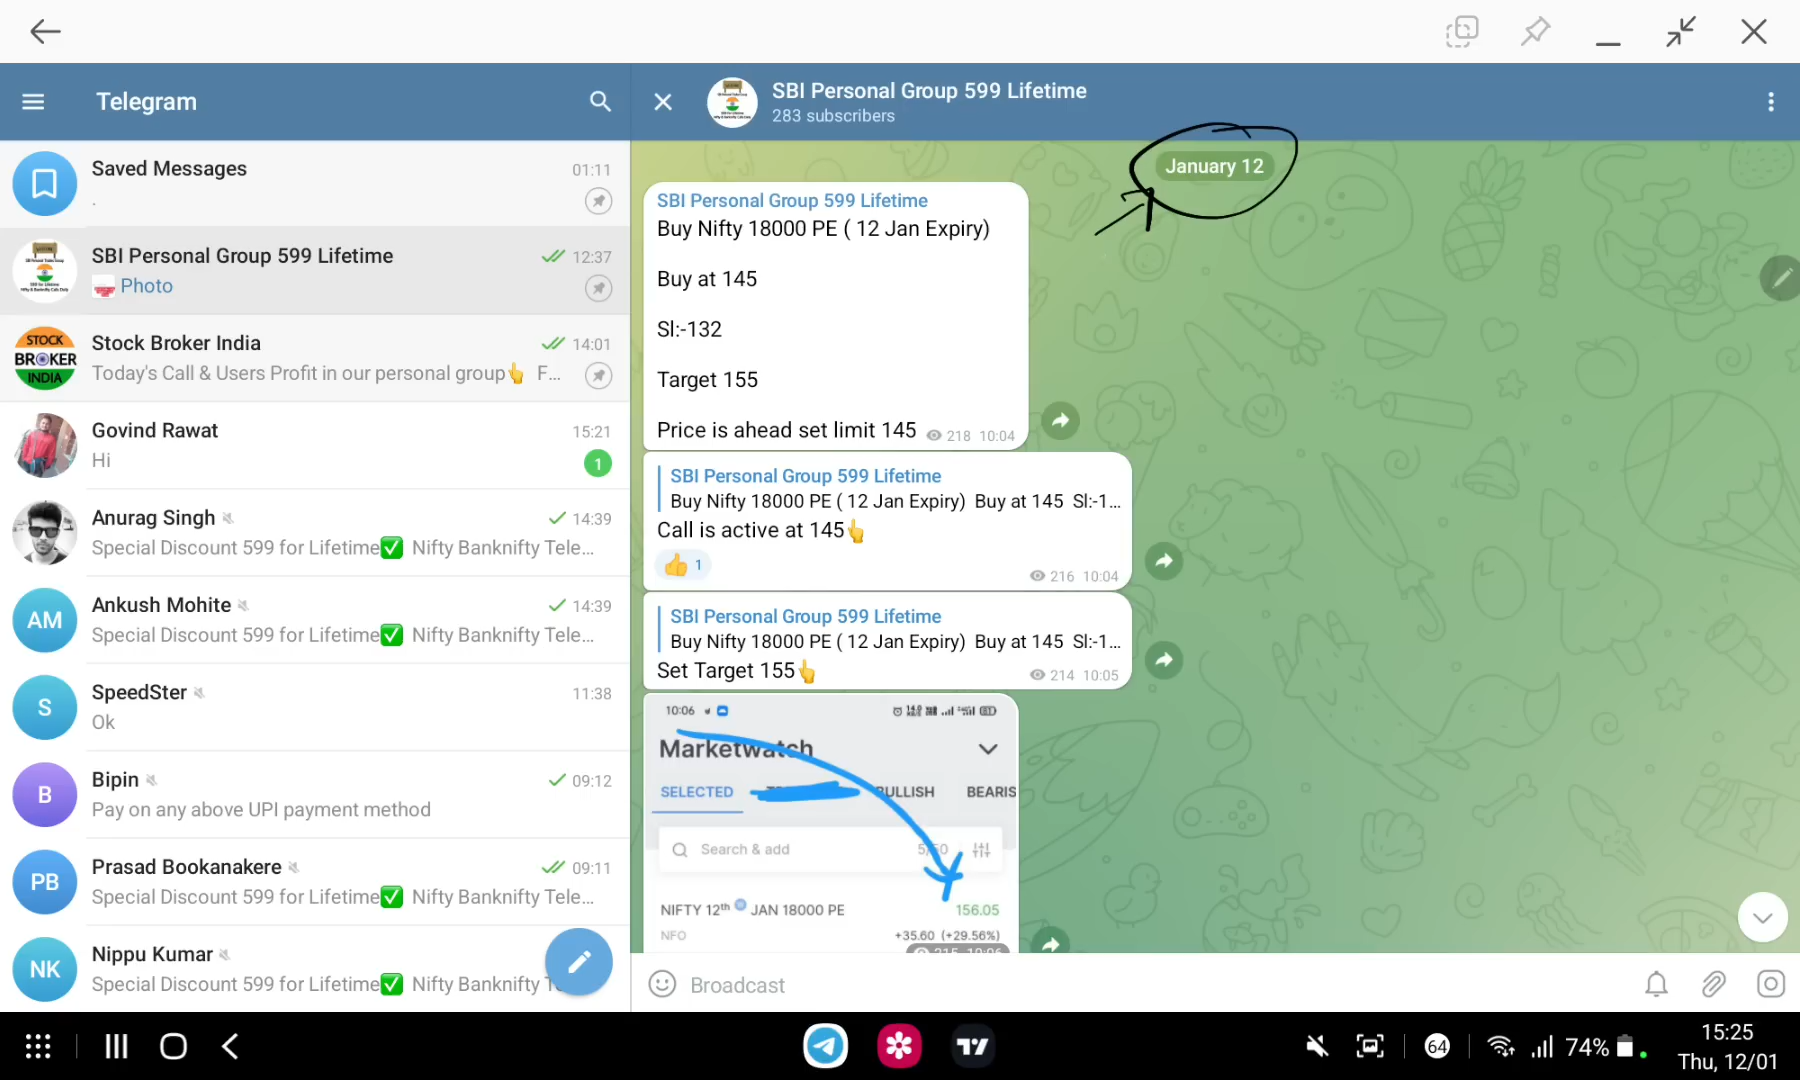 Telegram
Saved Messages
01:11
.
SBI Personal Group 599 Lifetime
12:37
Photo
Stock Broker India
14:01
Today's Call & Users Profit in our personal group👆 F...
STOCK
BROKER
INDIA
Govind Rawat
15:21
Hi
1
Anurag Singh
14:39
Special Discount 599 for Lifetime✅ Nifty Banknifty Tele...
AM
Ankush Mohite
14:39
Special Discount 599 for Lifetime✅ Nifty Banknifty Tele...
S
SpeedSter
11:38
Ok
B
Bipin
09:12
Pay on any above UPI payment method
PB
Prasad Bookanakere
09:11
Special Discount 599 for Lifetime✅ Nifty Banknifty Tele...
NK
Nippu Kumar
Special Discount 599 for Lifetime✅ Nifty Banknifty
SBI Personal Group 599 Lifetime
283 subscribers
January 12
SBI Personal Group 599 Lifetime
Buy Nifty 18000 PE ( 12 Jan Expiry)
Buy at 145
Sl:-132
Target 155
Price is ahead set limit 145
218 10:04
SBI Personal Group 599 Lifetime
Buy Nifty 18000 PE ( 12 Jan Expiry) Buy at 145 Sl:-1...
Call is active at 145👆
👍 1
216 10:04
SBI Personal Group 599 Lifetime
Buy Nifty 18000 PE ( 12 Jan Expiry) Buy at 145 Sl:-1...
Set Target 155👆
214 10:05
10:06
Marketwatch
SELECTED
BULLISH
BEARIS
Search & add
5/50
NIFTY 12th JAN 18000 PE
156.05
NFO
+35.60 (+29.56%)
Broadcast
64
74%
15:25
Thu, 12/01